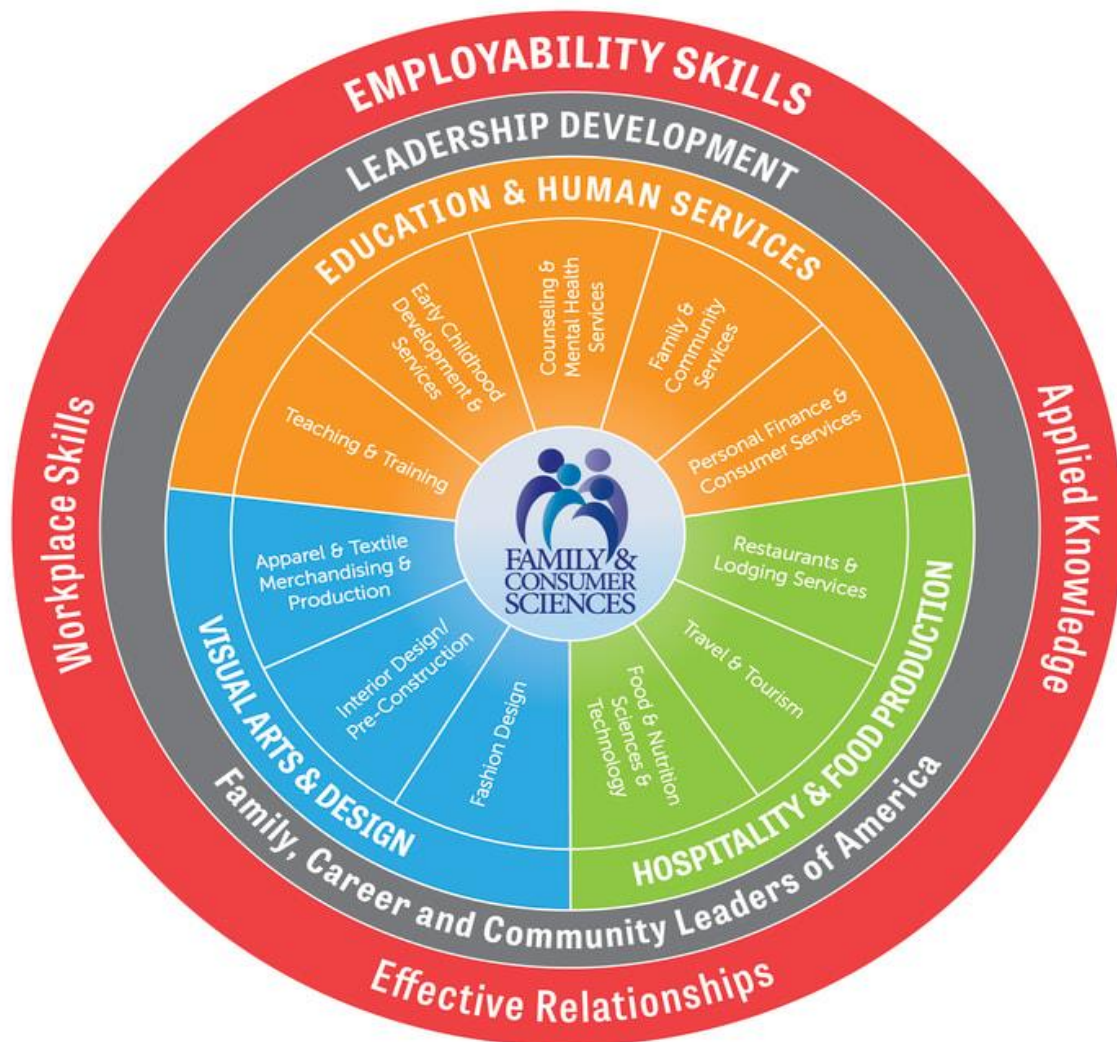 EMPLOYABILITY SKILLS
LEADERSHIP DEVELOPMENT
EDUCATION & HUMAN SERVICES
Teaching & Training
Early Childhood
Development &
Services
Counseling &
Mental Health
Services
Family &
Community
Services
Personal Finance &
Consumer Services
FAMILY &
CONSUMER
SCIENCES
Apparel & Textile
Merchandising &
Production
Interior Design/
Pre-Construction
Fashion Design
VISUAL ARTS & DESIGN
Restaurants &
Lodging Services
Travel & Tourism
Food & Nutrition
Sciences &
Technology
HOSPITALITY & FOOD PRODUCTION
Family, Career and Community Leaders of America
Workplace Skills
Applied Knowledge
Effective Relationships